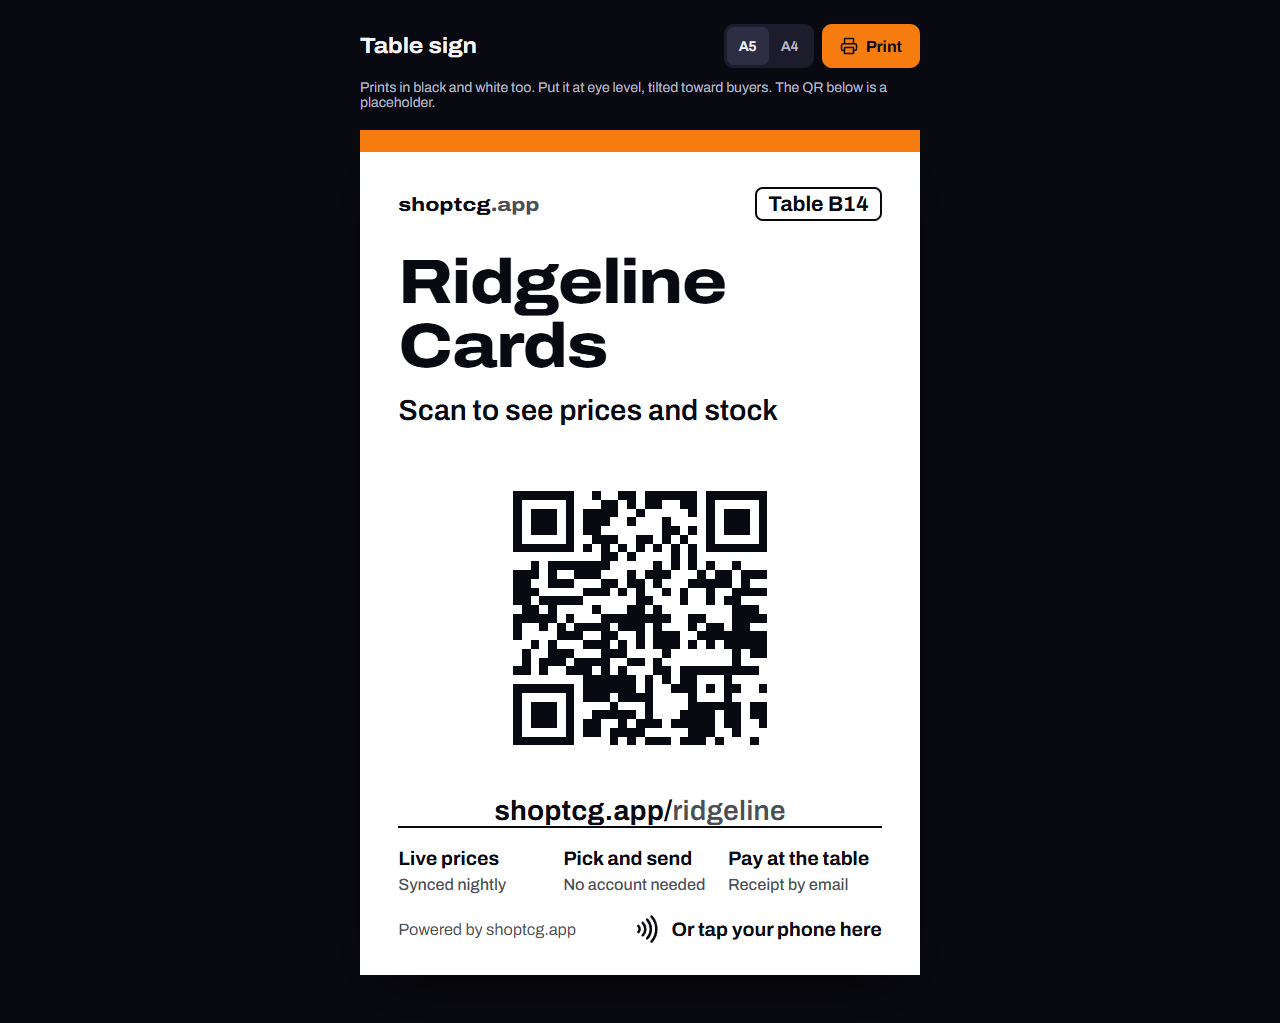 Table sign
A5
A4
Print
Prints in black and white too. Put it at eye level, tilted toward buyers. The QR below is a
placeholder.
shoptcg.app
Table B14
Ridgeline
Cards
Scan to see prices and stock
shoptcg.app/ridgeline
Live prices
Pick and send
Pay at the table
Synced nightly
No account needed
Receipt by email
Powered by shoptcg.app
Or tap your phone here